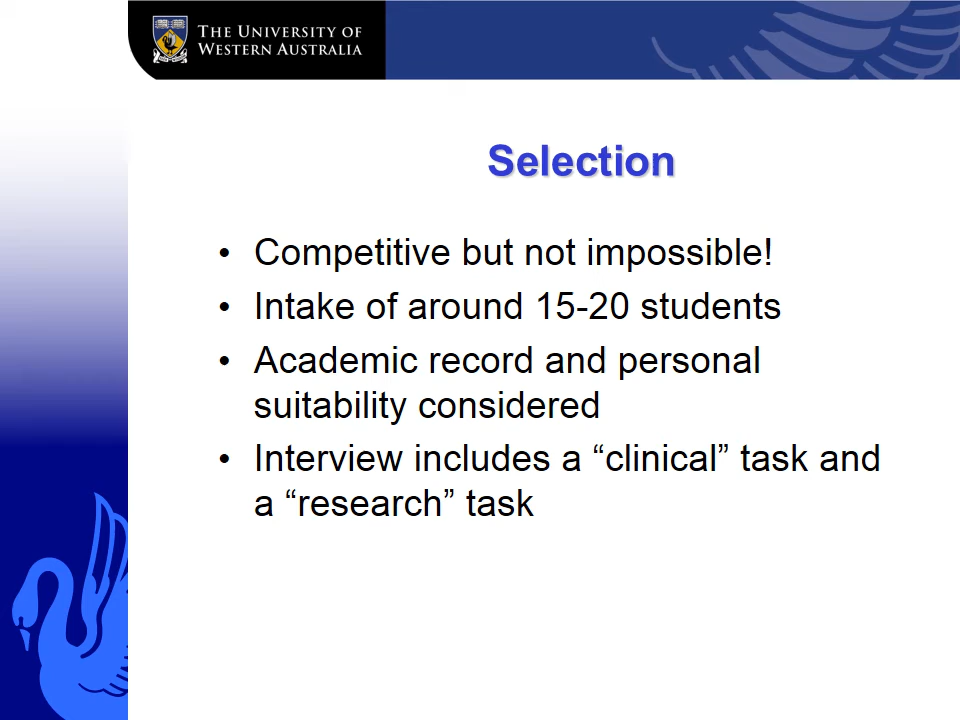 THE UNIVERSITY OF
WESTERN AUSTRALIA
Selection
• Competitive but not impossible!
• Intake of around 15-20 students
• Academic record and personal
suitability considered
• Interview includes a “clinical” task and
a “research” task